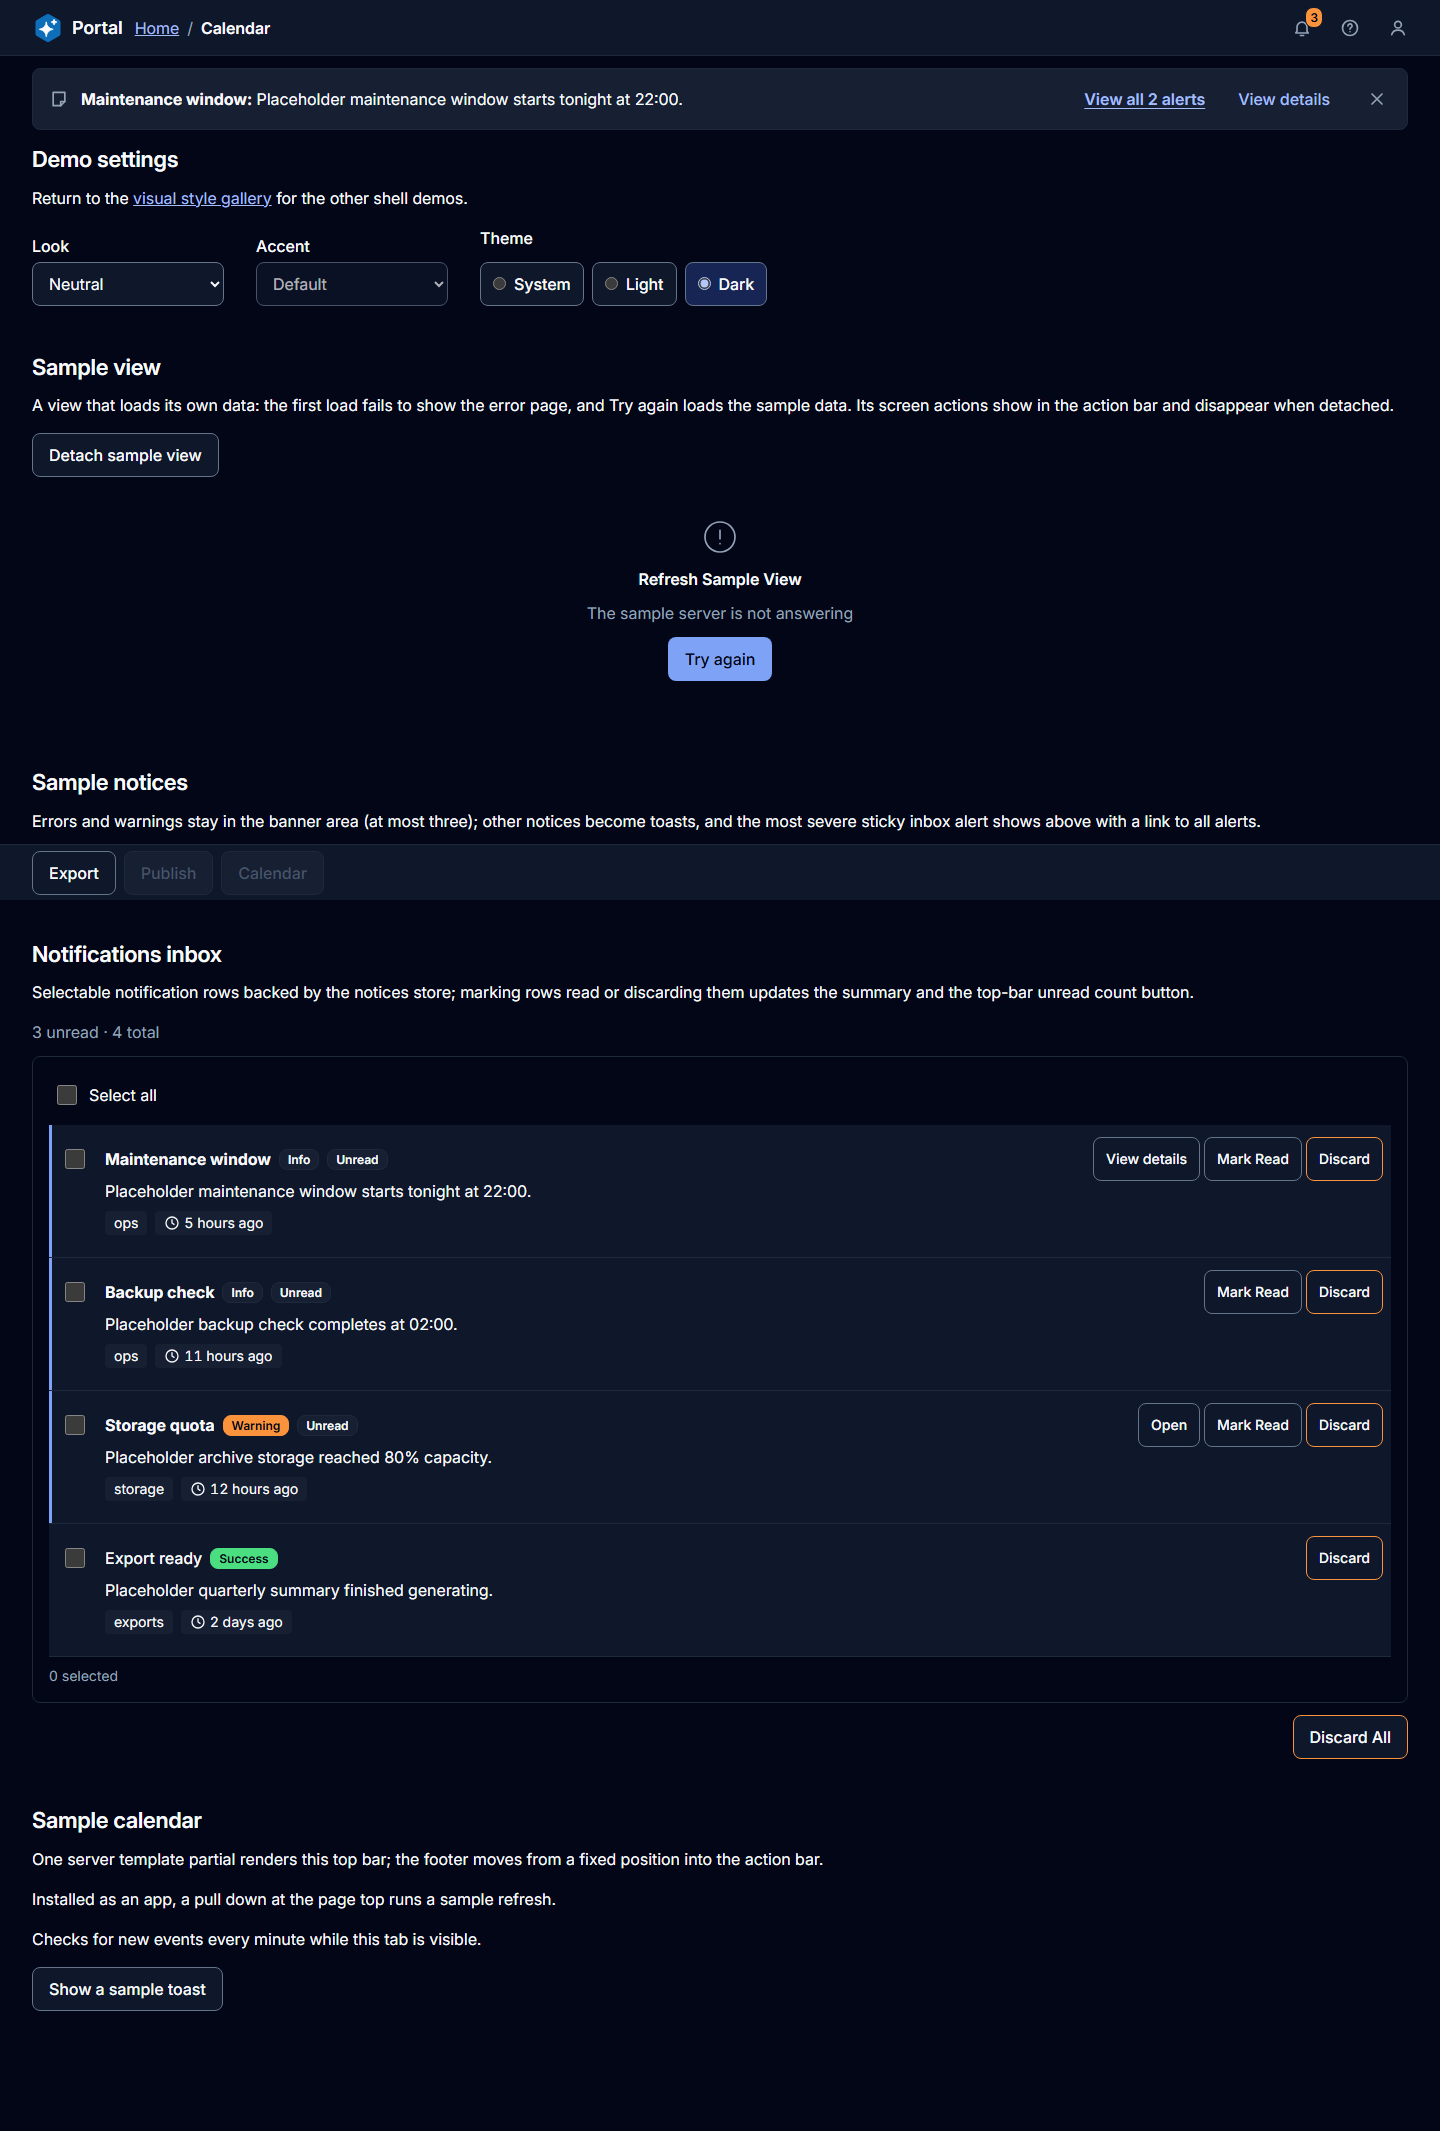 Portal Home / Calendar 3
Maintenance window: Placeholder maintenance window starts tonight at 22:00. View all 2 alerts View details
Demo settings
Return to the visual style gallery for the other shell demos.
Look Accent Theme
Neutral Default System Light Dark
Sample view
A view that loads its own data: the first load fails to show the error page, and Try again loads the sample data. Its screen actions show in the action bar and disappear when detached.
Detach sample view
Refresh Sample View
The sample server is not answering
Try again
Sample notices
Errors and warnings stay in the banner area (at most three); other notices become toasts, and the most severe sticky inbox alert shows above with a link to all alerts.
Export Publish Calendar
Notifications inbox
Selectable notification rows backed by the notices store; marking rows read or discarding them updates the summary and the top-bar unread count button.
3 unread · 4 total
Select all
Maintenance window Info Unread View details Mark Read Discard
Placeholder maintenance window starts tonight at 22:00.
ops 5 hours ago
Backup check Info Unread Mark Read Discard
Placeholder backup check completes at 02:00.
ops 11 hours ago
Storage quota Warning Unread Open Mark Read Discard
Placeholder archive storage reached 80% capacity.
storage 12 hours ago
Export ready Success Discard
Placeholder quarterly summary finished generating.
exports 2 days ago
0 selected
Discard All
Sample calendar
One server template partial renders this top bar; the footer moves from a fixed position into the action bar.
Installed as an app, a pull down at the page top runs a sample refresh.
Checks for new events every minute while this tab is visible.
Show a sample toast